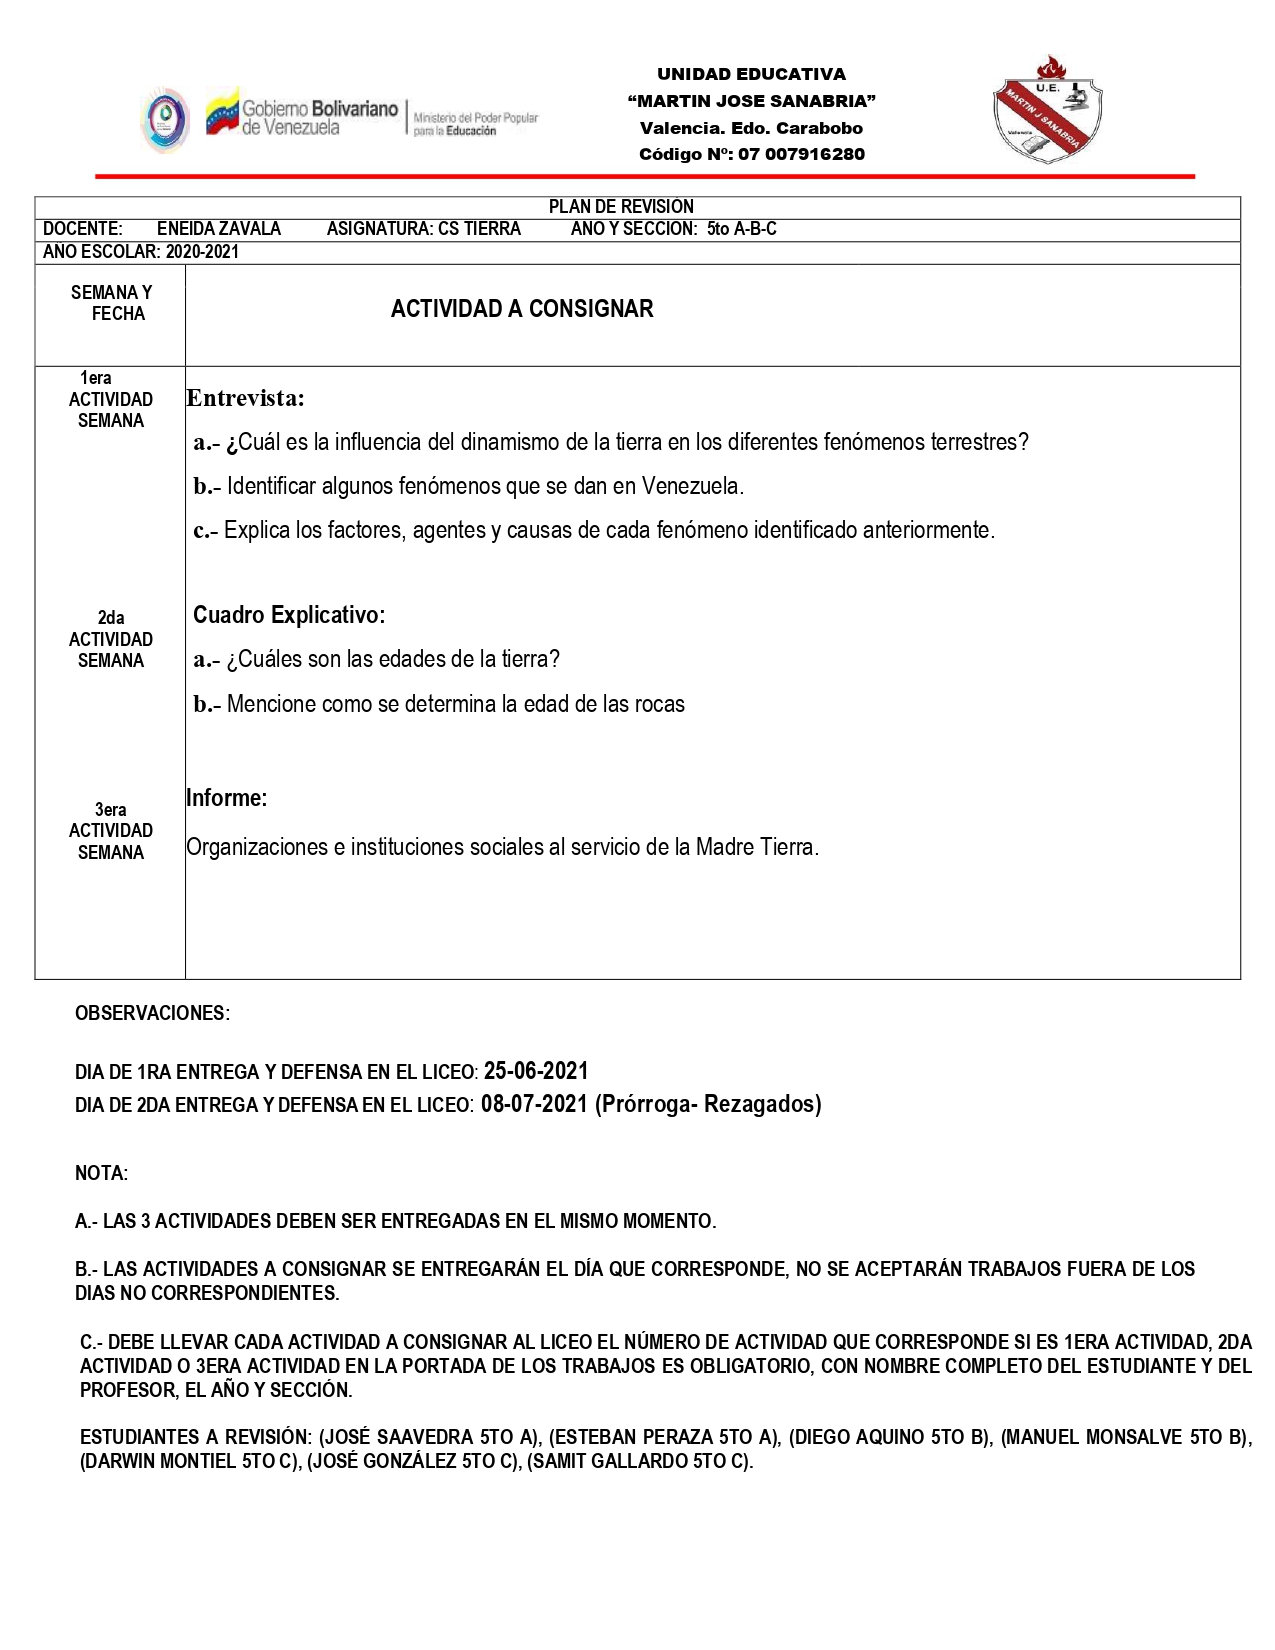 UNIDAD EDUCATIVA
“MARTIN JOSE SANABRIA”
Valencia. Edo. Carabobo
Código Nº: 07 007916280
Gobierno Bolivariano
de Venezuela
Ministerio del Poder Popular
para la Educación
U.E.
MARTIN J SANABRIA
Valencia
PLAN DE REVISIÓN
DOCENTE: ENEIDA ZAVALA ASIGNATURA: CS TIERRA AÑO Y SECCION: 5to A-B-C
AÑO ESCOLAR: 2020-2021
SEMANA Y
FECHA
ACTIVIDAD A CONSIGNAR
1era
ACTIVIDAD
SEMANA
Entrevista:
a.- ¿Cuál es la influencia del dinamismo de la tierra en los diferentes fenómenos terrestres?
b.- Identificar algunos fenómenos que se dan en Venezuela.
c.- Explica los factores, agentes y causas de cada fenómeno identificado anteriormente.
2da
ACTIVIDAD
SEMANA
Cuadro Explicativo:
a.- ¿Cuáles son las edades de la tierra?
b.- Mencione como se determina la edad de las rocas
3era
ACTIVIDAD
SEMANA
Informe:
Organizaciones e instituciones sociales al servicio de la Madre Tierra.
OBSERVACIONES:
DIA DE 1RA ENTREGA Y DEFENSA EN EL LICEO: 25-06-2021
DIA DE 2DA ENTREGA Y DEFENSA EN EL LICEO: 08-07-2021 (Prórroga- Rezagados)
NOTA:
A.- LAS 3 ACTIVIDADES DEBEN SER ENTREGADAS EN EL MISMO MOMENTO.
B.- LAS ACTIVIDADES A CONSIGNAR SE ENTREGARÁN EL DÍA QUE CORRESPONDE, NO SE ACEPTARÁN TRABAJOS FUERA DE LOS
DIAS NO CORRESPONDIENTES.
C.- DEBE LLEVAR CADA ACTIVIDAD A CONSIGNAR AL LICEO EL NÚMERO DE ACTIVIDAD QUE CORRESPONDE SI ES 1ERA ACTIVIDAD, 2DA
ACTIVIDAD O 3ERA ACTIVIDAD EN LA PORTADA DE LOS TRABAJOS ES OBLIGATORIO, CON NOMBRE COMPLETO DEL ESTUDIANTE Y DEL
PROFESOR, EL AÑO Y SECCIÓN.
ESTUDIANTES A REVISIÓN: (JOSÉ SAAVEDRA 5TO A), (ESTEBAN PERAZA 5TO A), (DIEGO AQUINO 5TO B), (MANUEL MONSALVE 5TO B),
(DARWIN MONTIEL 5TO C), (JOSÉ GONZÁLEZ 5TO C), (SAMIT GALLARDO 5TO C).